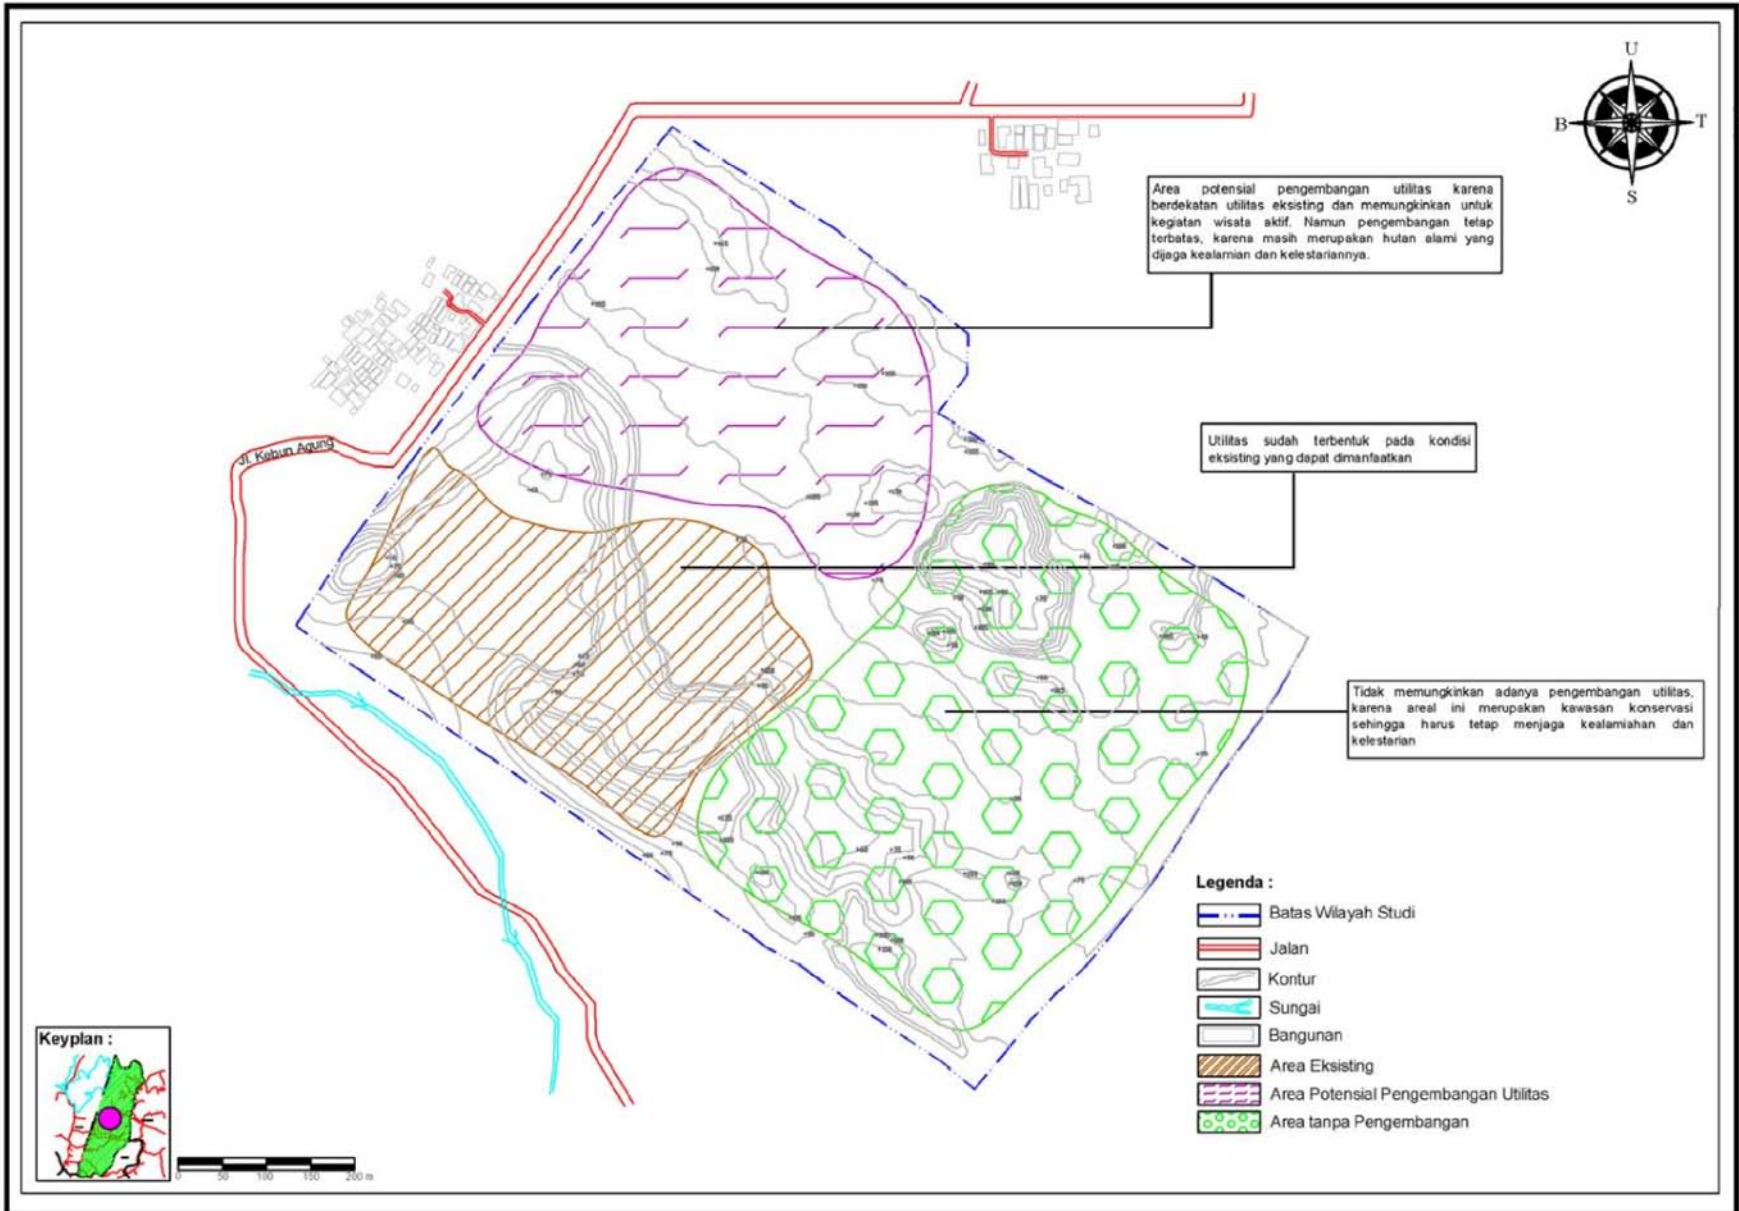 U
B
T
S
Area potensial pengembangan utilitas karena
berdekatan utilitas eksisting dan memungkinkan untuk
kegiatan wisata aktif. Namun pengembangan tetap
terbatas, karena masih merupakan hutan alami yang
dijaga kealamian dan kelestariannya.
Jl. Kebun Agung
Utilitas sudah terbentuk pada kondisi
eksisting yang dapat dimanfaatkan
Tidak memungkinkan adanya pengembangan utilitas,
karena areal ini merupakan kawasan konservasi
sehingga harus tetap menjaga kealamiahan dan
kelestarian
Legenda :
Batas Wilayah Studi
Jalan
Kontur
Sungai
Bangunan
Area Eksisting
Area Potensial Pengembangan Utilitas
Area tanpa Pengembangan
Keyplan :
0 50 100 150 200 m